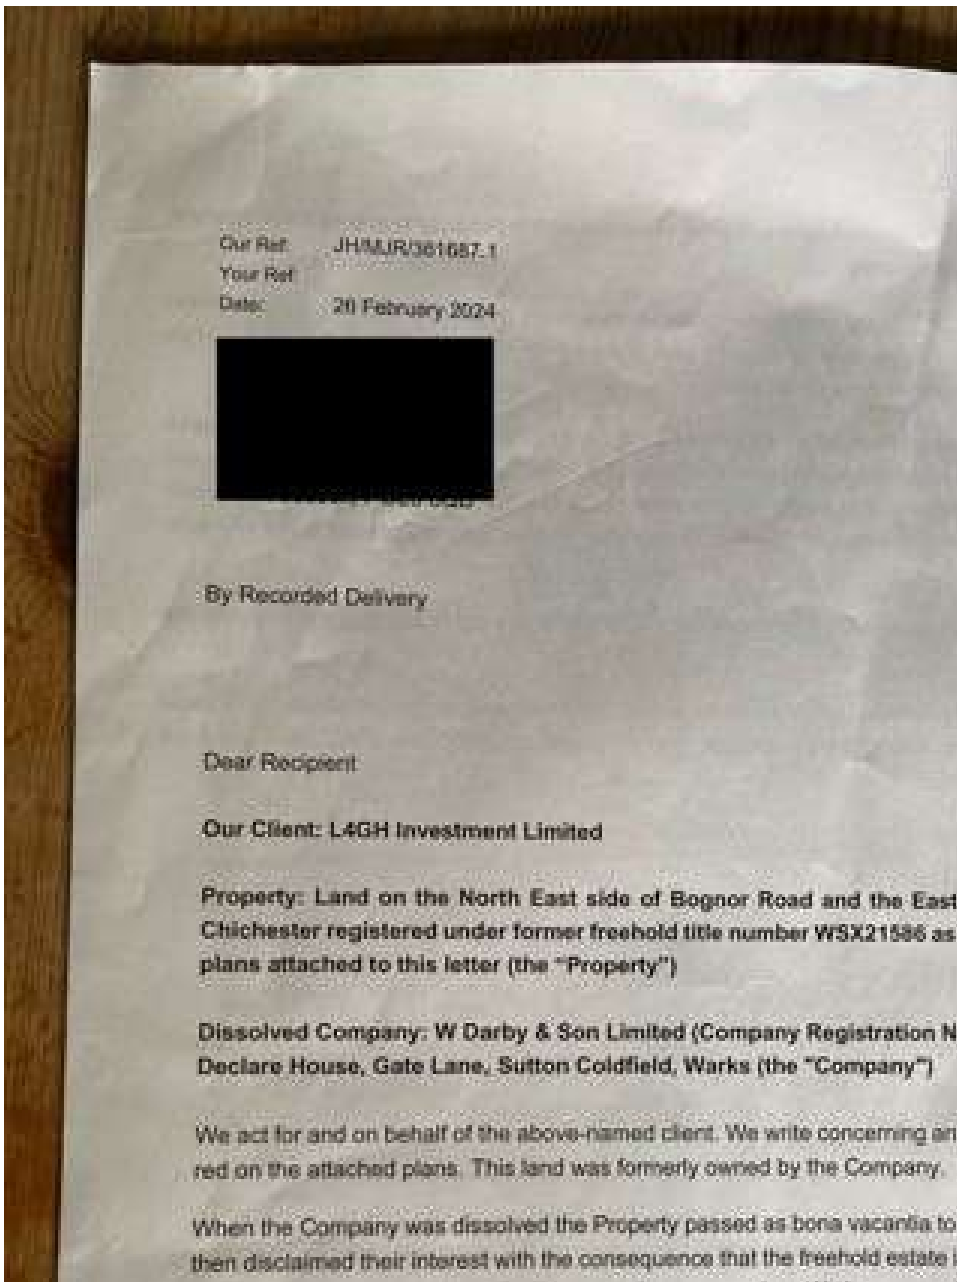 Our Ref: JH/MJR/361687.1
Your Ref:
Date: 26 February 2024
By Recorded Delivery
Dear Recipient
Our Client: L4GH Investment Limited
Property: Land on the North East side of Bognor Road and the East
Chichester registered under former freehold title number WSX21586 as
plans attached to this letter (the "Property")
Dissolved Company: W Darby & Son Limited (Company Registration N
Declare House, Gate Lane, Sutton Coldfield, Warks (the "Company")
We act for and on behalf of the above-named client. We write concerning an
red on the attached plans. This land was formerly owned by the Company.
When the Company was dissolved the Property passed as bona vacantia to
then disclaimed their interest with the consequence that the freehold estate